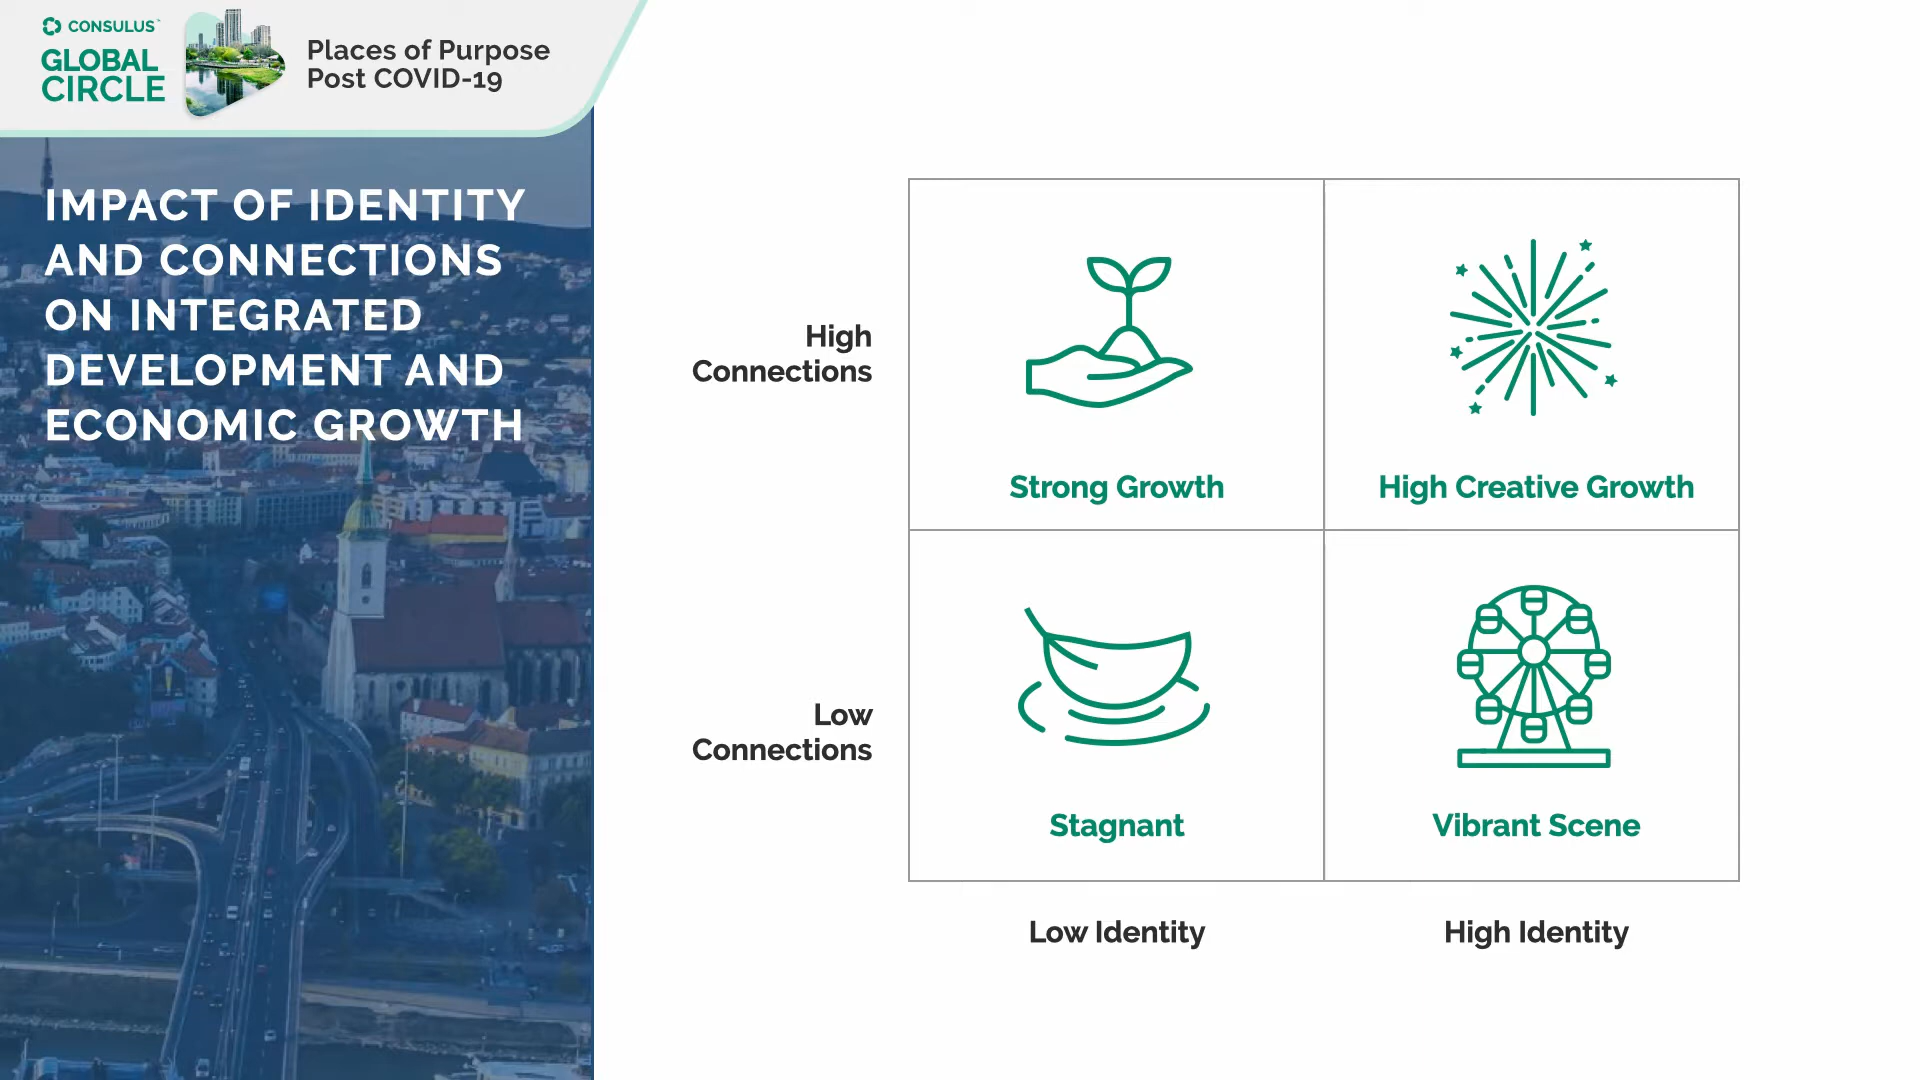 CONSULUS™
GLOBAL
CIRCLE
Places of Purpose
Post COVID-19
IMPACT OF IDENTITY
AND CONNECTIONS
ON INTEGRATED
DEVELOPMENT AND
ECONOMIC GROWTH
High
Connections
Strong Growth
High Creative Growth
Low
Connections
Stagnant
Vibrant Scene
Low Identity
High Identity